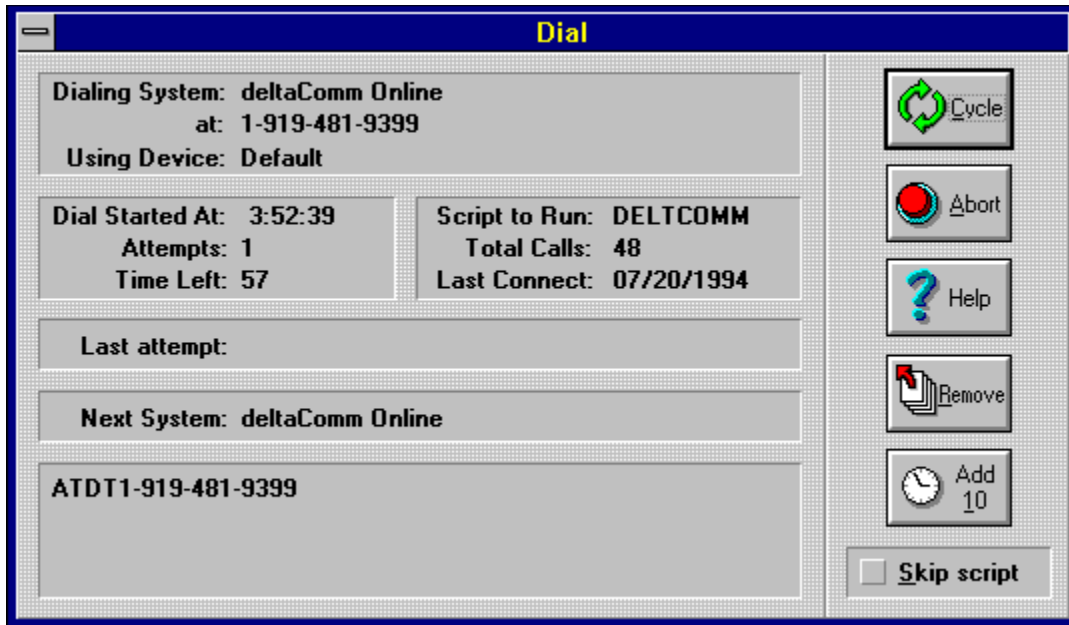 Dial
Dialing System: deltaComm Online
at: 1-919-481-9399
Using Device: Default
Dial Started At: 3:52:39
Attempts: 1
Time Left: 57
Script to Run: DELTCOMM
Total Calls: 48
Last Connect: 07/20/1994
Last attempt:
Next System: deltaComm Online
ATDT1-919-481-9399
Cycle
Abort
Help
Remove
Add
10
Skip script